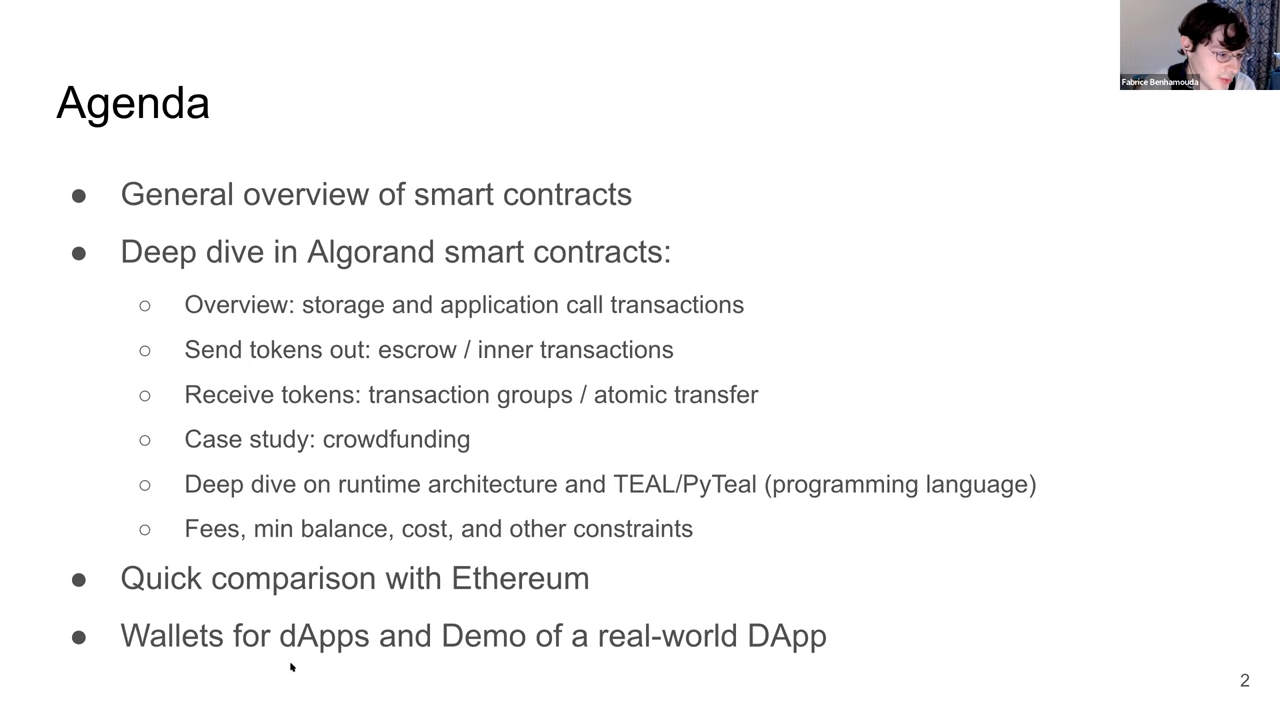 Fabrice Benhamouda
Agenda
● General overview of smart contracts
● Deep dive in Algorand smart contracts:
○ Overview: storage and application call transactions
○ Send tokens out: escrow / inner transactions
○ Receive tokens: transaction groups / atomic transfer
○ Case study: crowdfunding
○ Deep dive on runtime architecture and TEAL/PyTeal (programming language)
○ Fees, min balance, cost, and other constraints
● Quick comparison with Ethereum
● Wallets for dApps and Demo of a real-world DApp
2